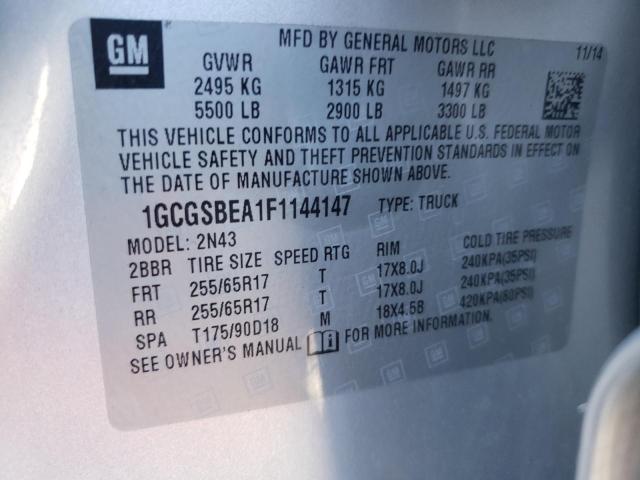 GM
MFD BY GENERAL MOTORS LLC 11/14
GVWR GAWR FRT GAWR RR
2495 KG 1315 KG 1497 KG
5500 LB 2900 LB 3300 LB
THIS VEHICLE CONFORMS TO ALL APPLICABLE U.S. FEDERAL MOTOR
VEHICLE SAFETY AND THEFT PREVENTION STANDARDS IN EFFECT ON
THE DATE OF MANUFACTURE SHOWN ABOVE.
1GCGSBEA1F1144147 TYPE: TRUCK
MODEL: 2N43
2BBR TIRE SIZE SPEED RTG RIM COLD TIRE PRESSURE
FRT 255/65R17 T 17X8.0J 240KPA(35PSI)
RR 255/65R17 T 17X8.0J 240KPA(35PSI)
SPA T175/90D18 M 18X4.5B 420KPA(60PSI)
SEE OWNER'S MANUAL FOR MORE INFORMATION